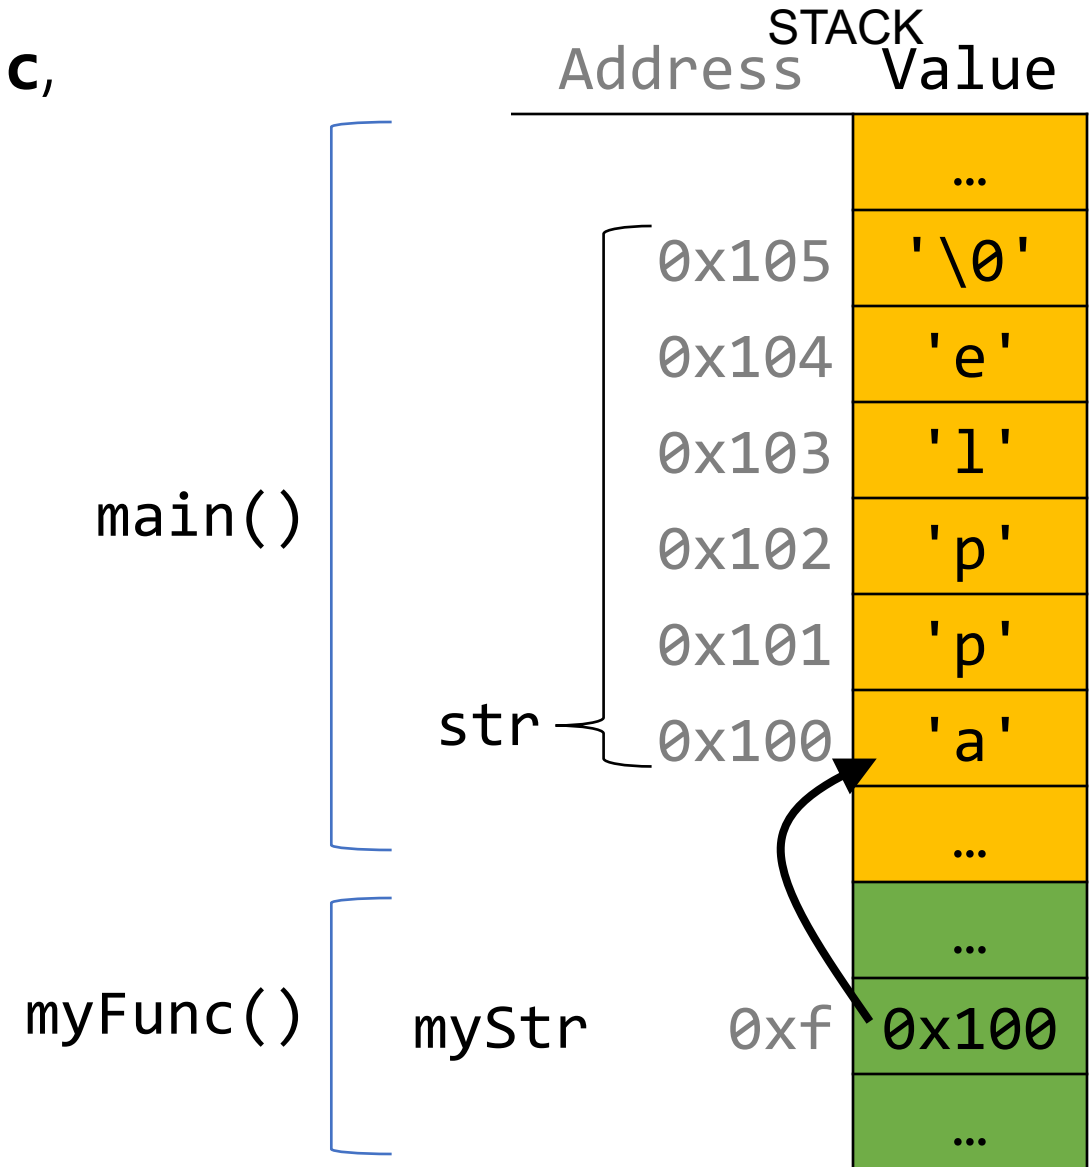 STACK
c,
Address Value
…
0x105 '\0'
0x104 'e'
0x103 'l'
main()
0x102 'p'
0x101 'p'
str
0x100 'a'
…
…
myFunc() myStr 0xf 0x100
…